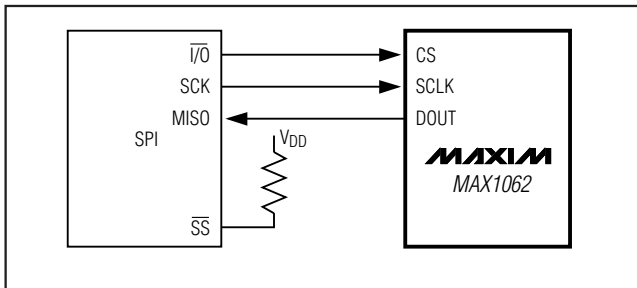 I/O
CS
SCK
SCLK
MISO
DOUT
SPI
VDD
MAXIM
MAX1062
SS